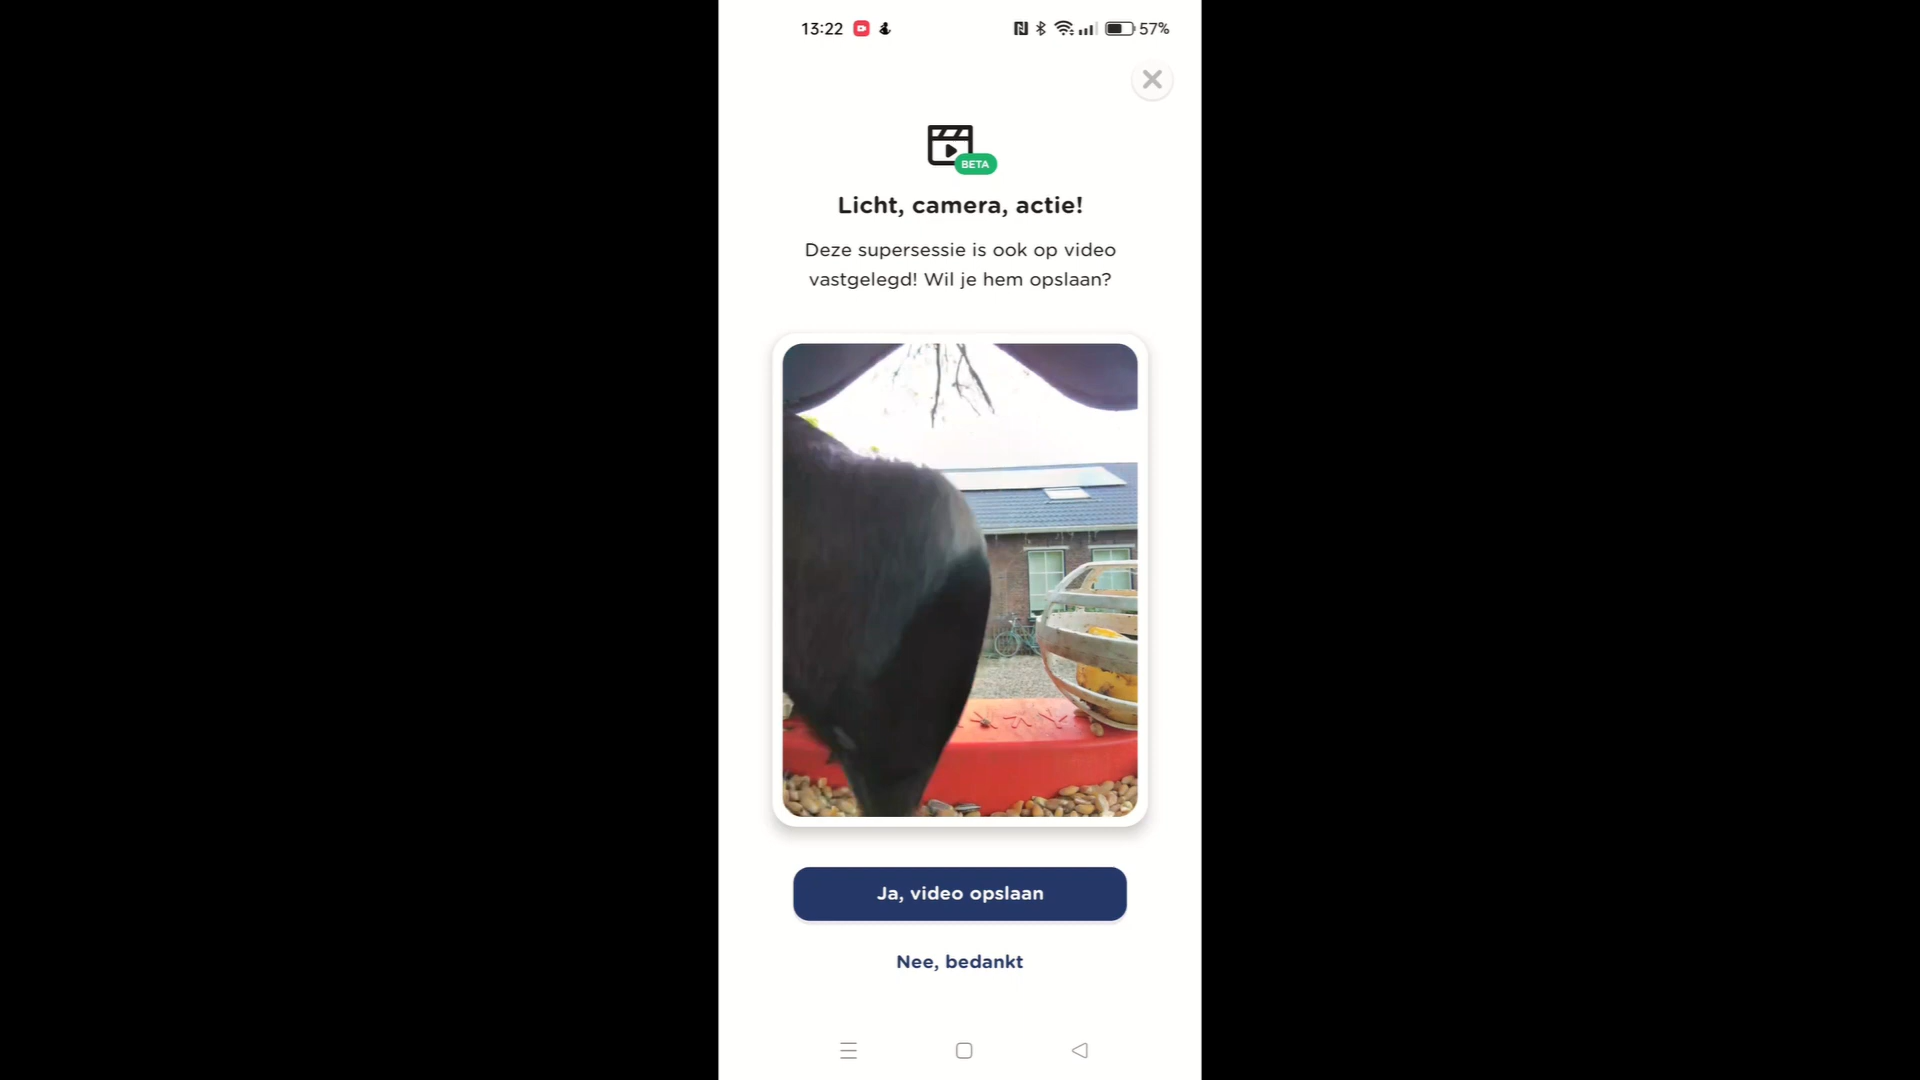 13:22
57%
BETA
Licht, camera, actie!
Deze supersessie is ook op video
vastgelegd! Wil je hem opslaan?
Ja, video opslaan
Nee, bedankt